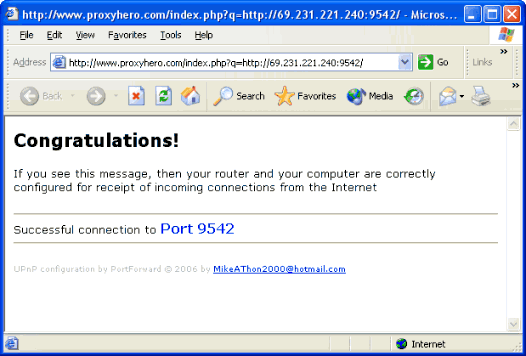 http://www.proxyhero.com/index.php?q=http://69.231.221.240:9542/ - Micros...
File Edit View Favorites Tools Help
Address http://www.proxyhero.com/index.php?q=http://69.231.221.240:9542/ Go Links »
Back Search Favorites Media »
Congratulations!
If you see this message, then your router and your computer are correctly
configured for receipt of incoming connections from the Internet
Successful connection to Port 9542
UPnP configuration by PortForward © 2006 by MikeAThon2000@hotmail.com
Internet